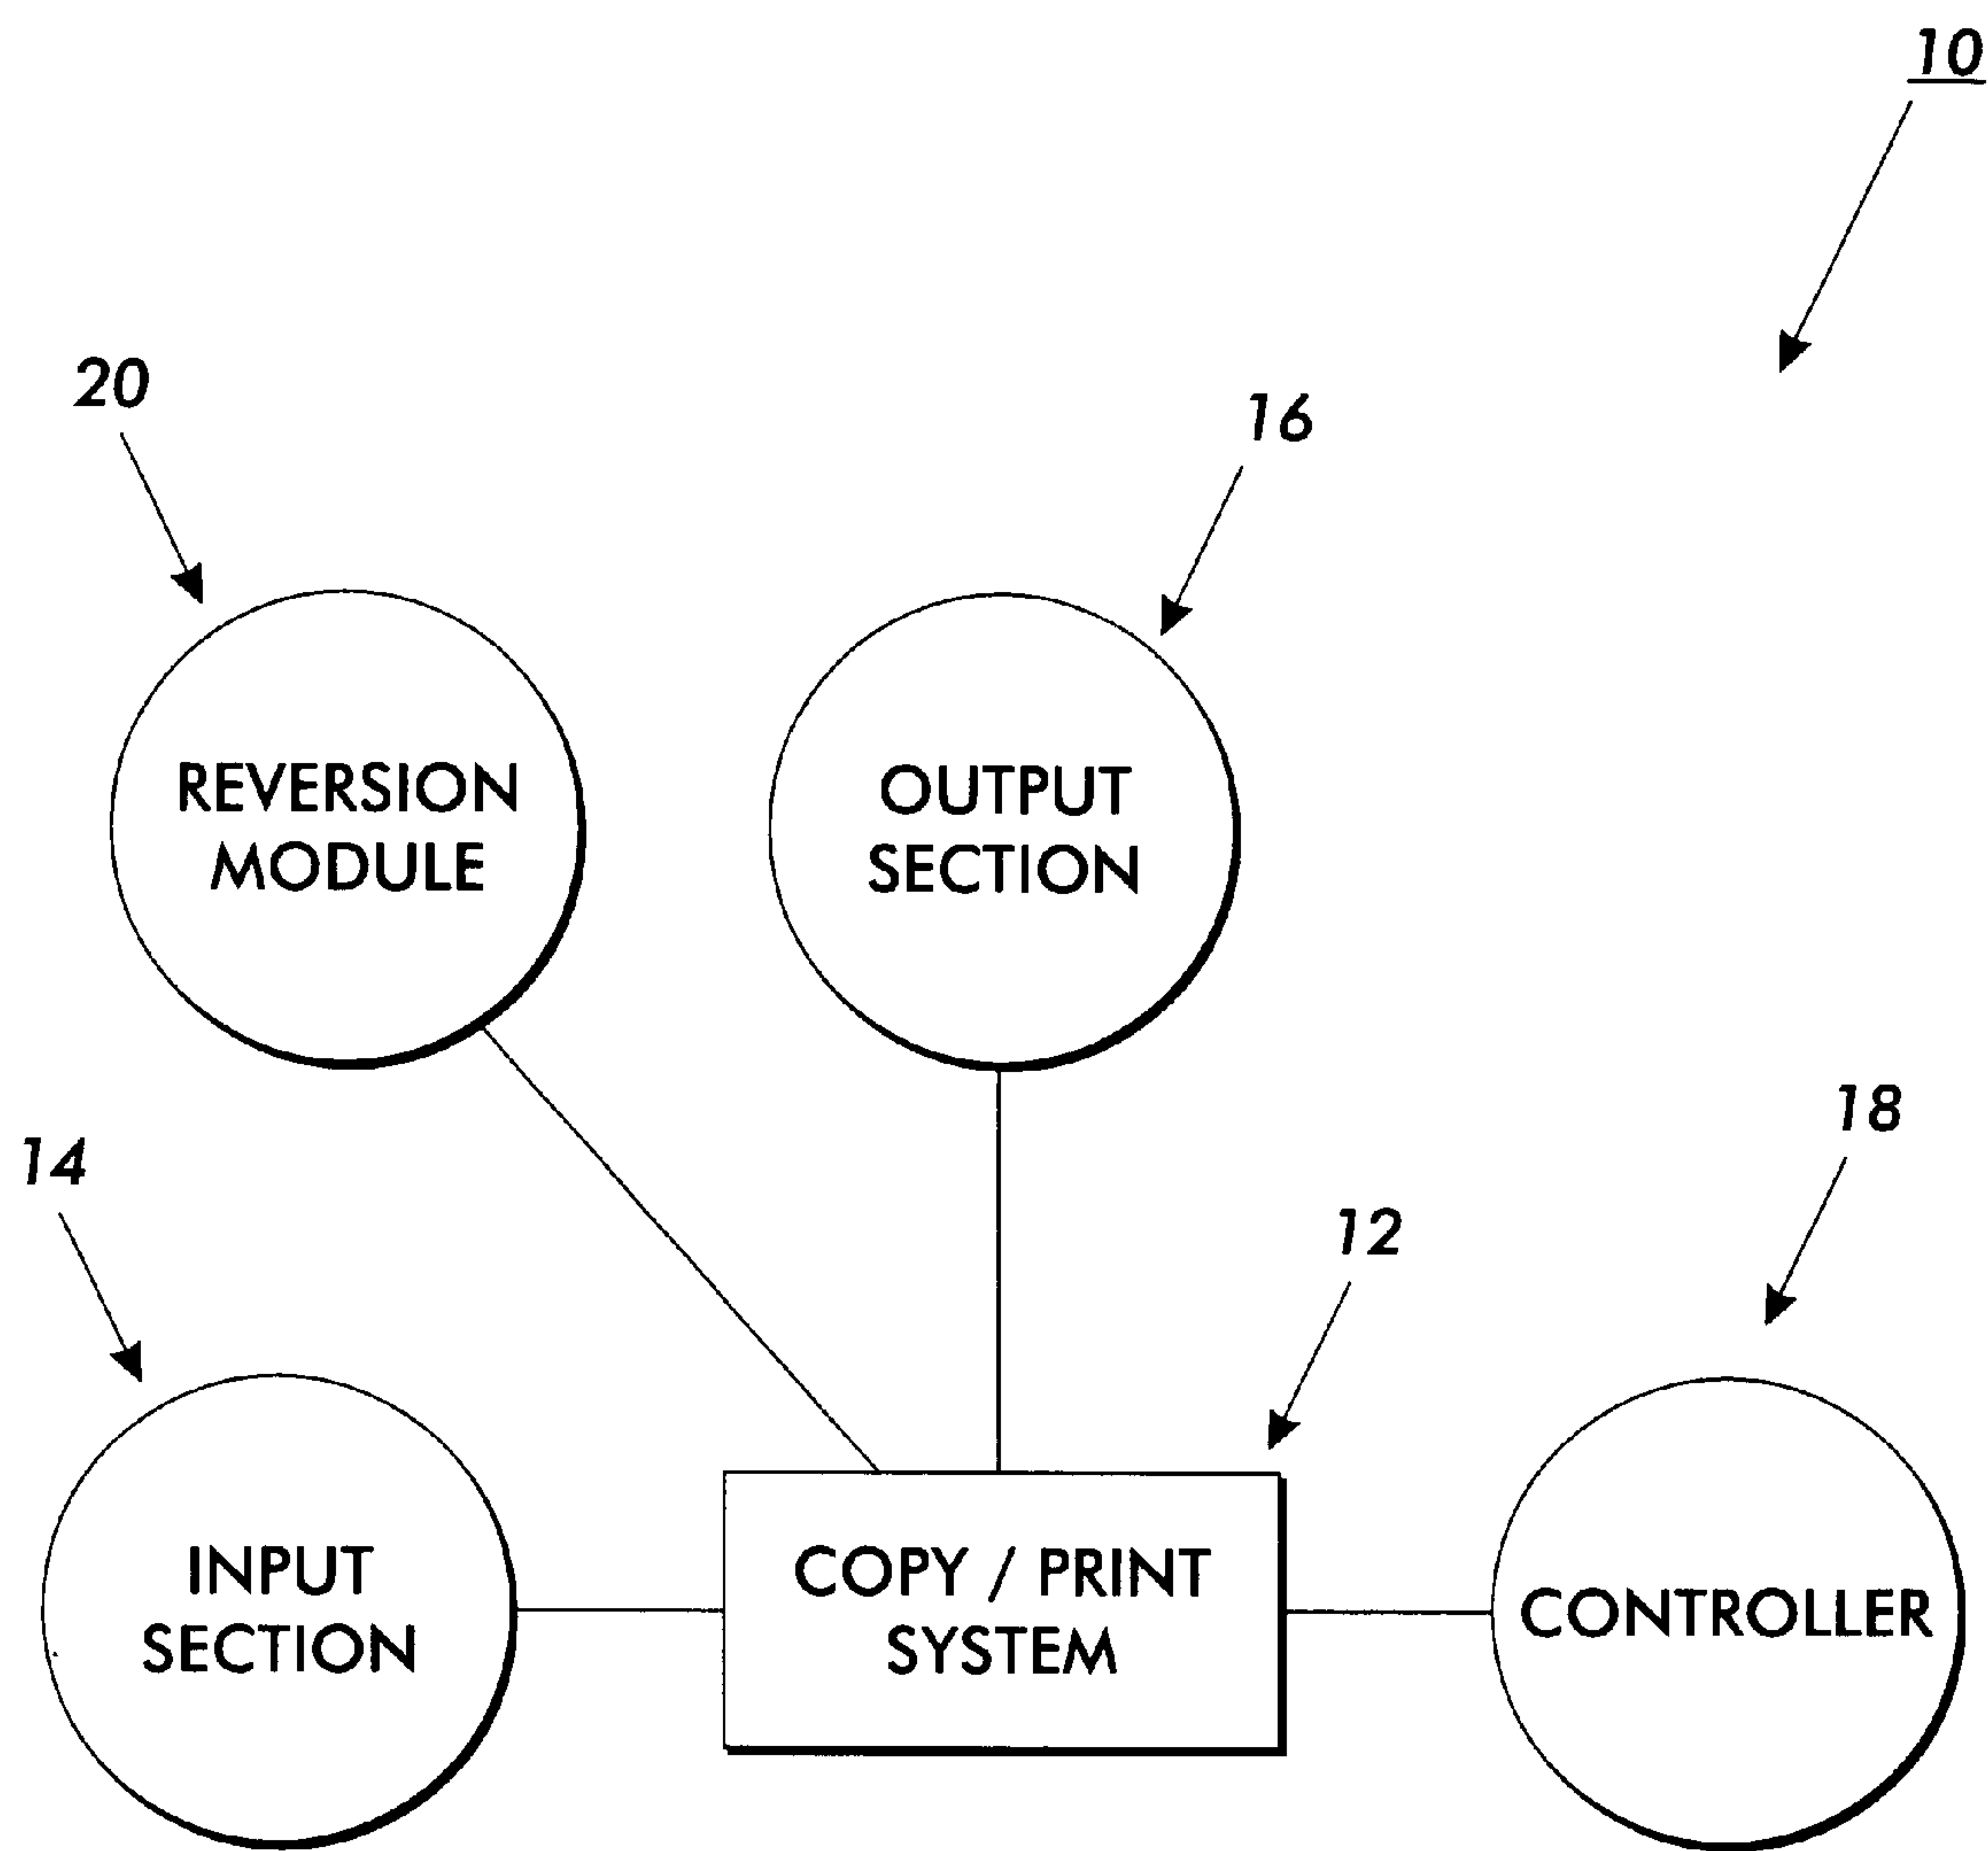 10
20
16
REVERSION
MODULE
OUTPUT
SECTION
14
18
12
INPUT
SECTION
COPY / PRINT
SYSTEM
CONTROLLER